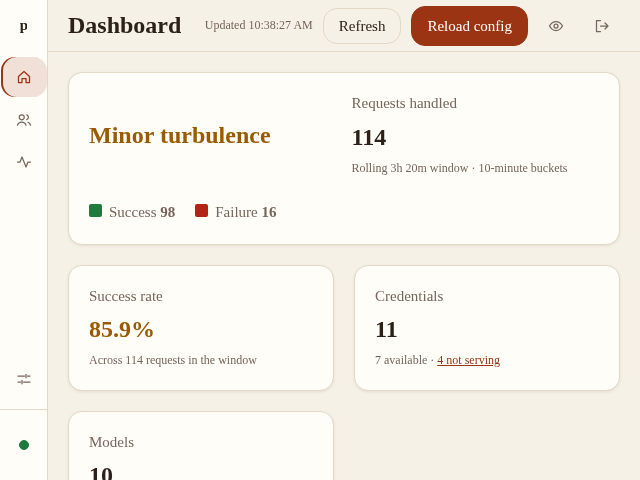 p
Dashboard
Updated 10:38:27 AM
Refresh
Reload config
Minor turbulence
Requests handled
114
Rolling 3h 20m window · 10-minute buckets
Success 98
Failure 16
Success rate
85.9%
Across 114 requests in the window
Credentials
11
7 available · 4 not serving
Models
10